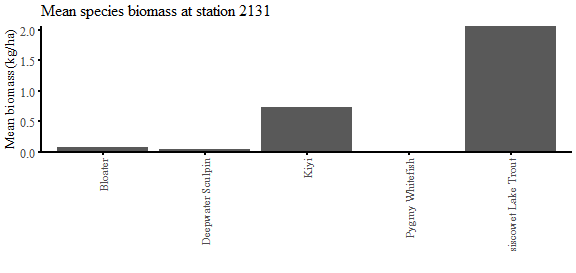 Mean species biomass at station 2131
Mean biomass (kg/ha)
2.0
1.5
1.0
0.5
0.0
Bloater
Deepwater Sculpin
Kiyi
Pygmy Whitefish
siscowet Lake Trout